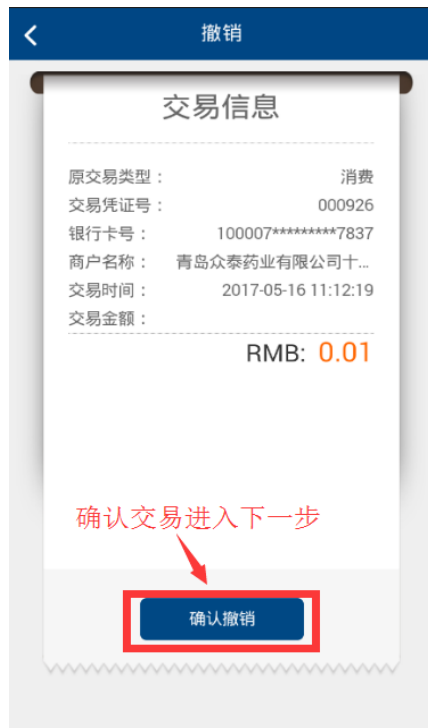 撤销
交易信息
原交易类型： 消费
交易凭证号： 000926
银行卡号： 100007*********7837
商户名称： 青岛众泰药业有限公司十...
交易时间： 2017-05-16 11:12:19
交易金额：
RMB: 0.01
确认交易进入下一步
确认撤销